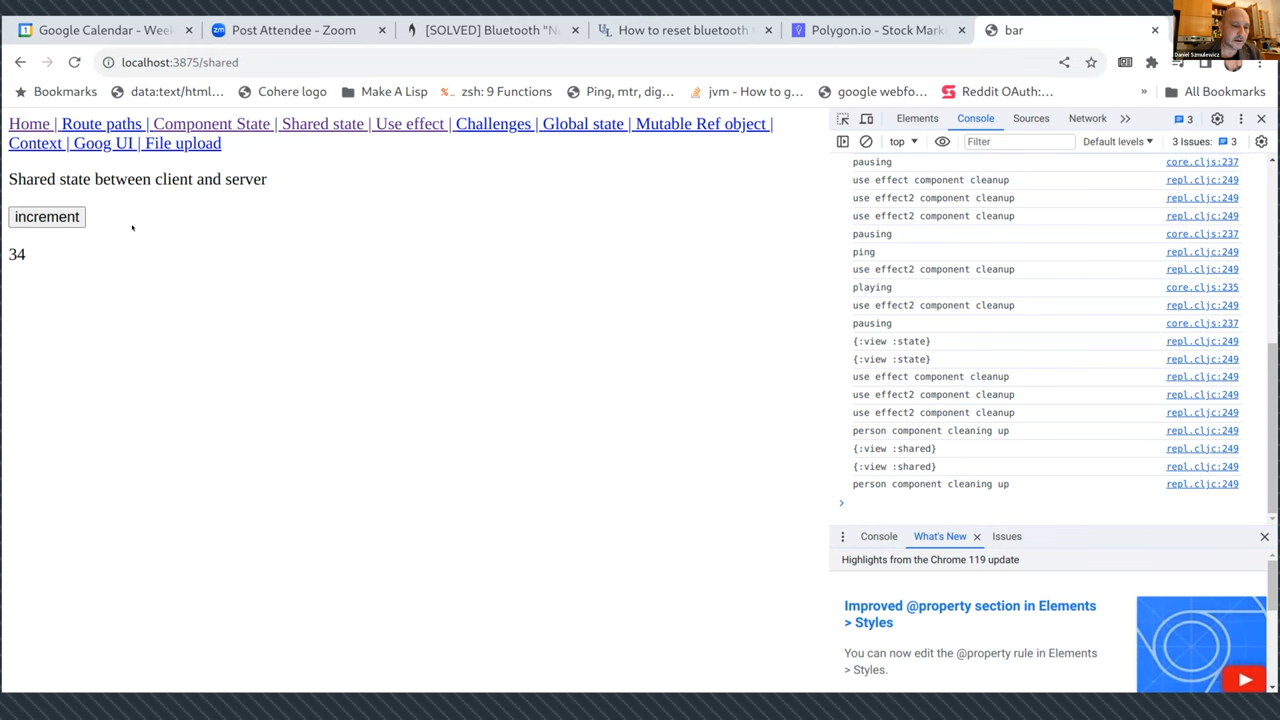 Google Calendar - Week
Post Attendee - Zoom
[SOLVED] Bluetooth "N
How to reset bluetooth
Polygon.io - Stock Mark
bar
Daniel Szmulewicz
localhost:3875/shared
Bookmarks
data:text/html...
Cohere logo
Make A Lisp
zsh: 9 Functions
Ping, mtr, dig...
jvm - How to g...
google webfo...
Reddit OAuth:...
»
All Bookmarks
Home | Route paths | Component State | Shared state | Use effect | Challenges | Global state | Mutable Ref object |
Context | Goog UI | File upload
Shared state between client and server
increment
34
Elements
Console
Sources
Network
»
3
top
Filter
Default levels
3 Issues:
3
pausing core.cljs:237
use effect component cleanup repl.cljc:249
use effect2 component cleanup repl.cljc:249
use effect2 component cleanup repl.cljc:249
pausing core.cljs:237
ping repl.cljc:249
use effect2 component cleanup repl.cljc:249
playing core.cljs:235
use effect2 component cleanup repl.cljc:249
pausing core.cljs:237
{:view :state} repl.cljc:249
{:view :state} repl.cljc:249
use effect component cleanup repl.cljc:249
use effect2 component cleanup repl.cljc:249
use effect2 component cleanup repl.cljc:249
person component cleaning up repl.cljc:249
{:view :shared} repl.cljc:249
{:view :shared} repl.cljc:249
person component cleaning up repl.cljc:249
Console
What's New
Issues
Highlights from the Chrome 119 update
Improved @property section in Elements
> Styles
You can now edit the @property rule in Elements
> Styles.